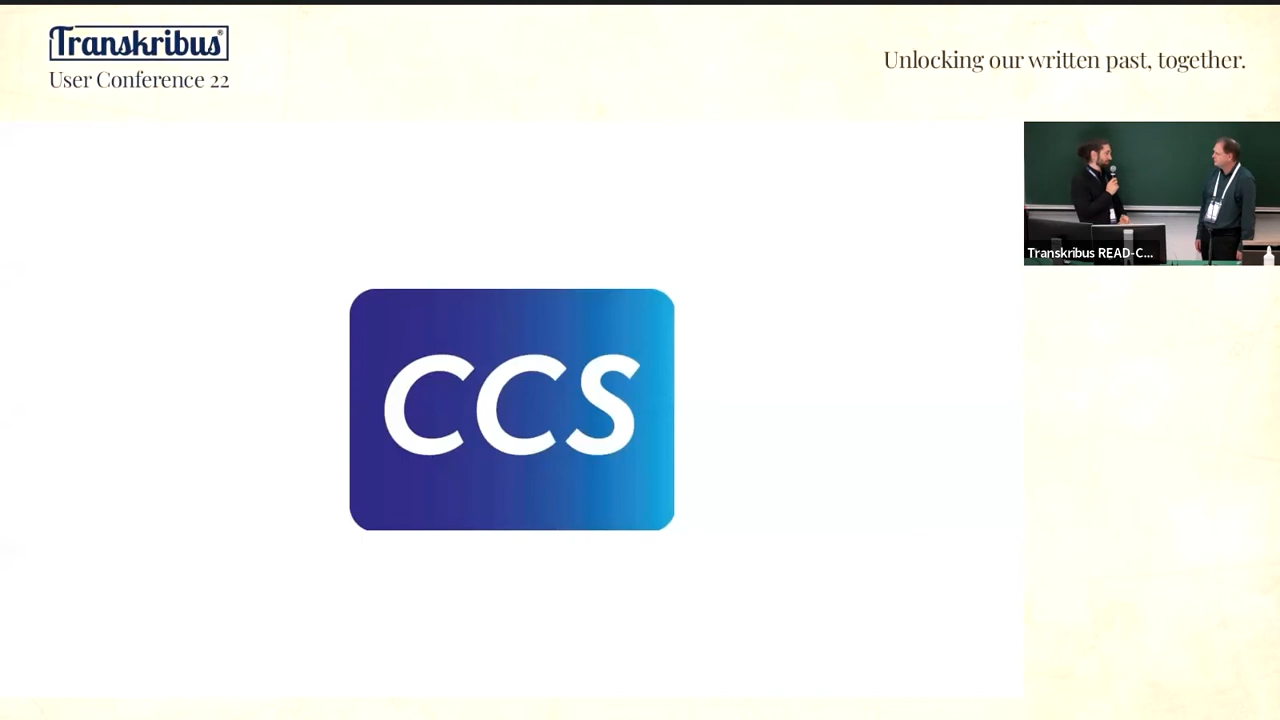 Transkribus®
User Conference 22
Unlocking our written past, together.
Transkribus READ-C...
CCS